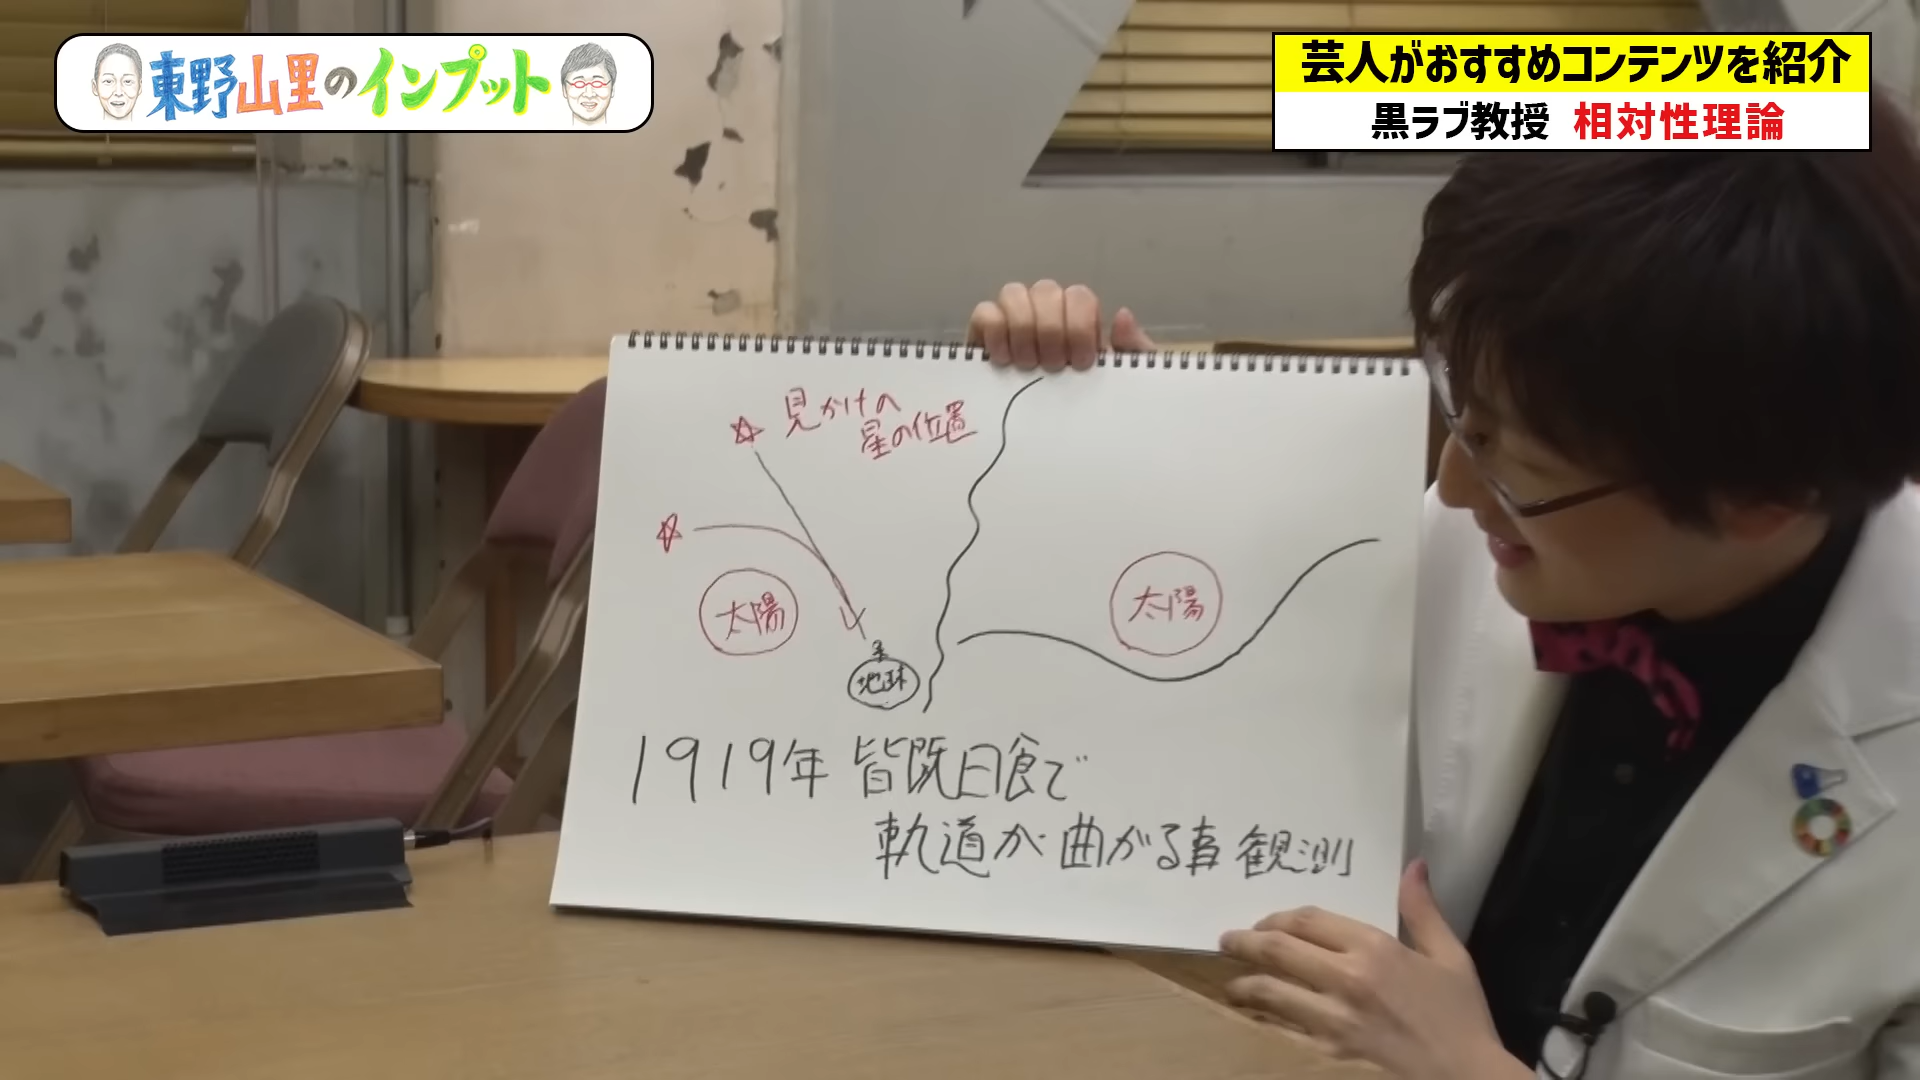 東野山里のインプット
芸人がおすすめコンテンツを紹介
黒ラブ教授 相対性理論
見かけの
星の位置
太陽
地球
太陽
1919年 皆既日食で
軌道が曲がる事観測